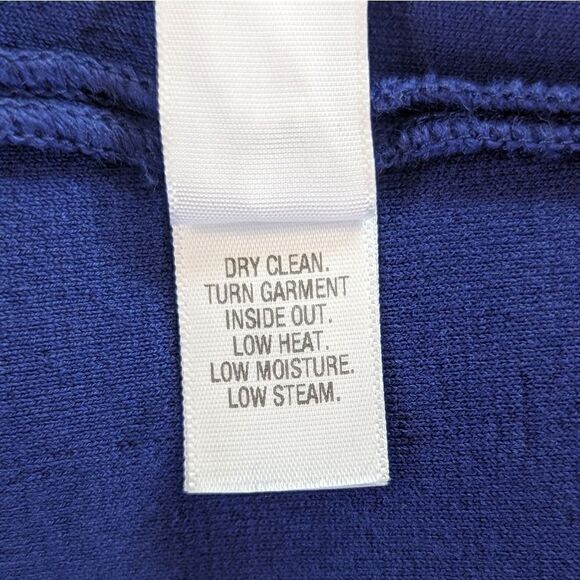 DRY CLEAN.
TURN GARMENT
INSIDE OUT.
LOW HEAT.
LOW MOISTURE.
LOW STEAM.